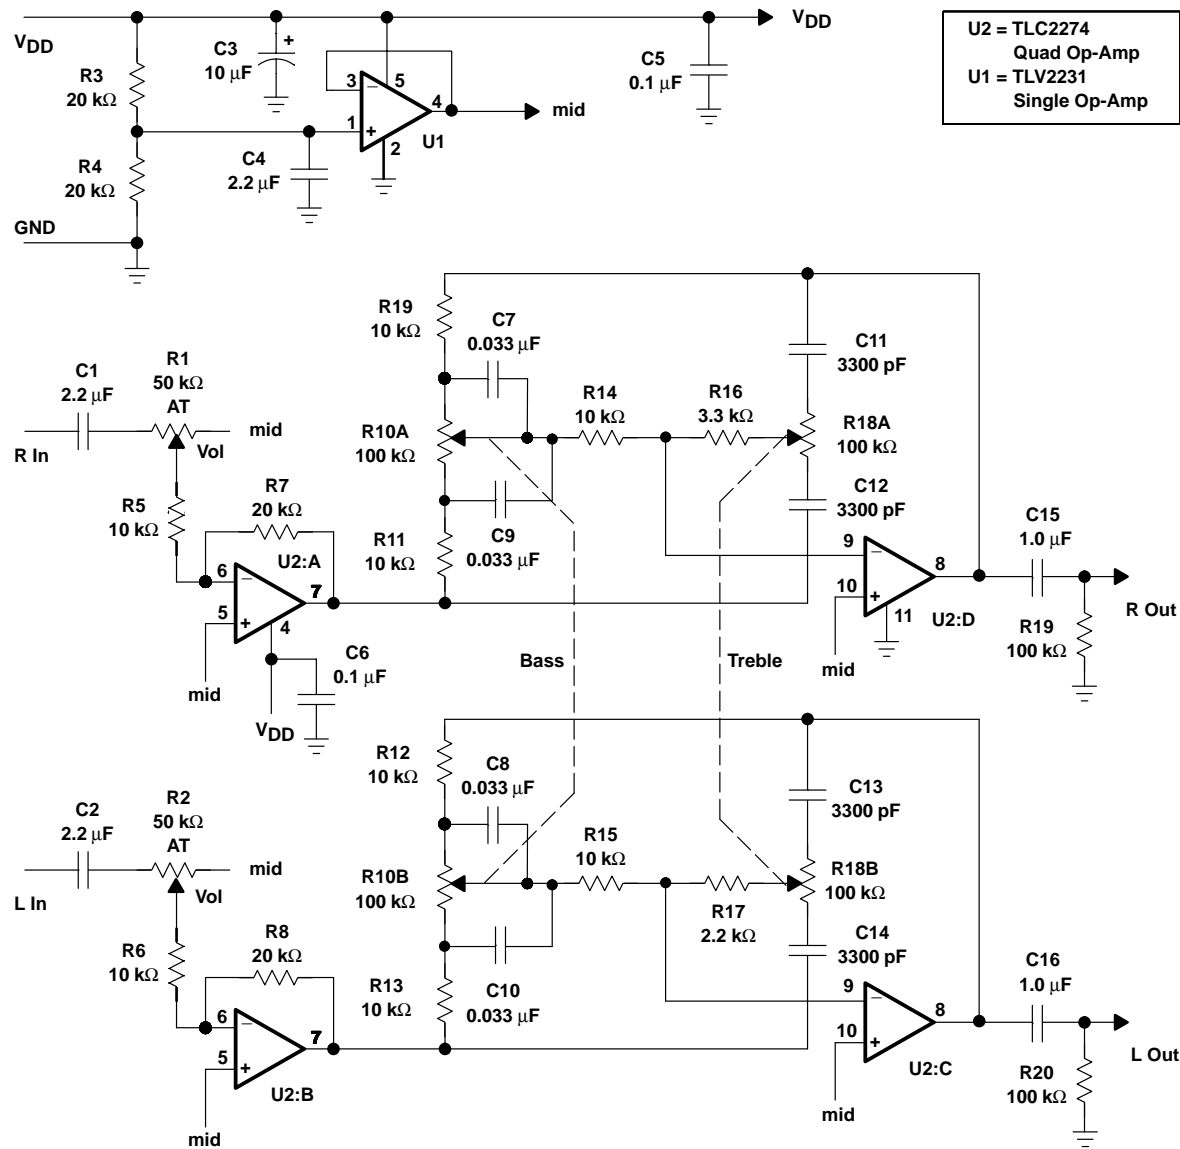 VDD
VDD
U2 = TLC2274
Quad Op-Amp
U1 = TLV2231
Single Op-Amp
C3
10 µF
+
R3
20 kΩ
3
−
5
4
mid
1
+
2
U1
C5
0.1 µF
R4
20 kΩ
C4
2.2 µF
GND
R19
10 kΩ
C7
0.033 µF
C11
3300 pF
C1
2.2 µF
R1
50 kΩ
AT
mid
R In
Vol
R14
10 kΩ
R16
3.3 kΩ
R10A
100 kΩ
R18A
100 kΩ
R5
10 kΩ
R7
20 kΩ
C12
3300 pF
R11
10 kΩ
C9
0.033 µF
C15
1.0 µF
U2:A
6
−
7
5
+
4
9
−
8
10
+
11
U2:D
R Out
R19
100 kΩ
mid
C6
0.1 µF
VDD
Bass
Treble
mid
R12
10 kΩ
C8
0.033 µF
C13
3300 pF
C2
2.2 µF
R2
50 kΩ
AT
mid
L In
Vol
R15
10 kΩ
R10B
100 kΩ
R18B
100 kΩ
R17
2.2 kΩ
R6
10 kΩ
R8
20 kΩ
C14
3300 pF
R13
10 kΩ
C10
0.033 µF
C16
1.0 µF
6
−
7
5
+
U2:B
9
−
8
10
+
U2:C
L Out
R20
100 kΩ
mid
mid